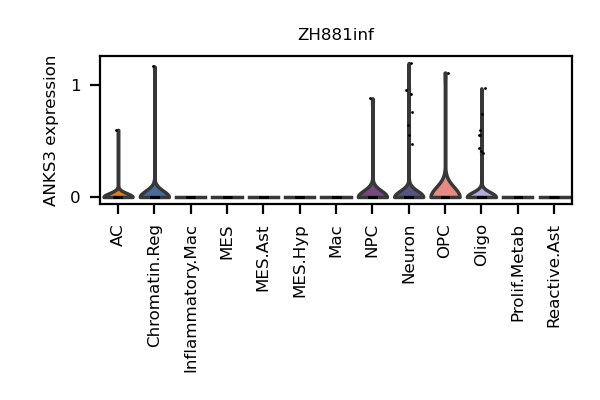 ZH881inf
ANKS3 expression
1
0
AC
Chromatin.Reg
Inflammatory.Mac
MES
MES.Ast
MES.Hyp
Mac
NPC
Neuron
OPC
Oligo
Prolif.Metab
Reactive.Ast